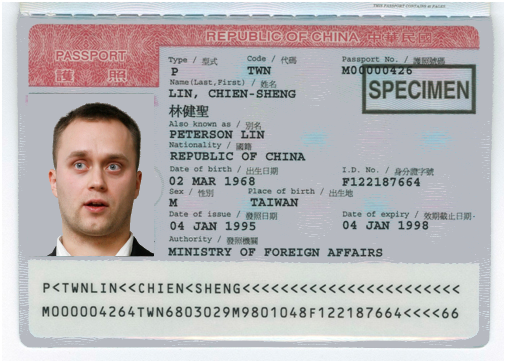 THIS PASSPORT CONTAINS 48 PAGES
REPUBLIC OF CHINA 中華民國
PASSPORT
護照
Type / 型式 Code / 代碼 Passport No. / 護照號碼
P TWN M00000426
SPECIMEN
Name(Last,First) / 姓名
LIN, CHIEN-SHENG
林健聖
Also known as / 別名
PETERSON LIN
Nationality / 國籍
REPUBLIC OF CHINA
Date of birth / 出生日期 I.D. No. / 身分證字號
02 MAR 1968 F122187664
Sex / 性別 Place of birth / 出生地
M TAIWAN
Date of issue / 發照日期 Date of expiry / 效期截止日期
04 JAN 1995 04 JAN 1998
Authority / 發照機關
MINISTRY OF FOREIGN AFFAIRS
P<TWNLIN<<CHIEN<SHENG<<<<<<<<<<<<<<<<<<<<<<<
M000004264TWN6803029M9801048F122187664<<<<66